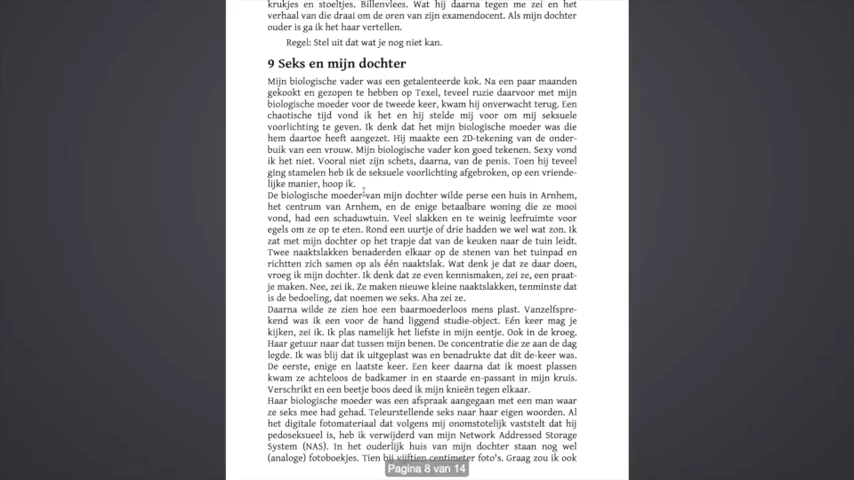 krukjes en stoeltjes. Billenvlees. Wat hij daarna tegen me zei en het
verhaal van die draai om de oren van zijn examendocent. Als mijn dochter
ouder is ga ik het haar vertellen.
Regel: Stel uit dat wat je nog niet kan.
9 Seks en mijn dochter
Mijn biologische vader was een getalenteerde kok. Na een paar maanden
gekookt en gezopen te hebben op Texel, teveel ruzie daarvoor met mijn
biologische moeder voor de tweede keer, kwam hij onverwacht terug. Een
chaotische tijd vond ik het en hij stelde mij voor om mij seksuele
voorlichting te geven. Ik denk dat het mijn biologische moeder was die
hem daartoe heeft aangezet. Hij maakte een 2D-tekening van de onder-
buik van een vrouw. Mijn biologische vader kon goed tekenen. Sexy vond
ik het niet. Vooral niet zijn schets, daarna, van de penis. Toen hij teveel
ging stamelen heb ik de seksuele voorlichting afgebroken, op een vriende-
lijke manier, hoop ik.
De biologische moeder van mijn dochter wilde perse een huis in Arnhem,
het centrum van Arnhem, en de enige betaalbare woning die ze mooi
vond, had een schaduwtuin. Veel slakken en te weinig leefruimte voor
egels om ze op te eten. Rond een uurtje of drie hadden we wel wat zon. Ik
zat met mijn dochter op het trapje dat van de keuken naar de tuin leidt.
Twee naaktslakken benaderden elkaar op de stenen van het tuinpad en
richtten zich samen op als één naaktslak. Wat denk je dat ze daar doen,
vroeg ik mijn dochter. Ik denk dat ze even kennismaken, zei ze, een praat-
je maken. Nee, zei ik. Ze maken nieuwe kleine naaktslakken, tenminste dat
is de bedoeling, dat noemen we seks. Aha zei ze.
Daarna wilde ze zien hoe een baarmoederloos mens plast. Vanzelfspre-
kend was ik een voor de hand liggend studie-object. Eén keer mag je
kijken, zei ik. Ik plas namelijk het liefste in mijn eentje. Ook in de kroeg.
Haar getuur naar dat tussen mijn benen. De concentratie die ze aan de dag
legde. Ik was blij dat ik uitgeplast was en benadrukte dat dit de-keer was.
De eerste, enige en laatste keer. Een keer daarna dat ik moest plassen
kwam ze achteloos de badkamer in en staarde en-passant in mijn kruis.
Verschrikt en een beetje boos deed ik mijn knieën tegen elkaar.
Haar biologische moeder was een afspraak aangegaan met een man waar
ze seks mee had gehad. Teleurstellende seks naar haar eigen woorden. Al
het digitale fotomateriaal dat volgens mij onomstotelijk vaststelt dat hij
pedoseksueel is, heb ik verwijderd van mijn Network Addressed Storage
System (NAS). In het ouderlijk huis van mijn dochter staan nog wel
(analoge) fotoboekjes. Tien bij vijftien centimeter foto's. Graag zou ik ook
Pagina 8 van 14